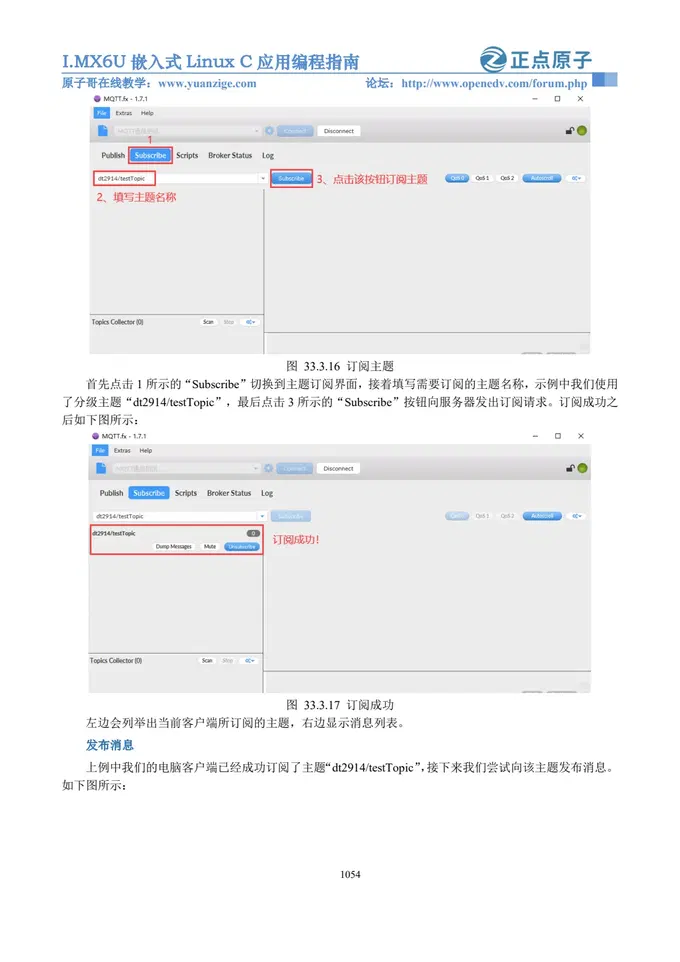 I.MX6U 嵌入式 Linux C 应用编程指南
正点原子
原子哥在线教学：www.yuanzige.com 论坛：http://www.openedv.com/forum.php
MQTT.fx - 1.7.1
File Extras Help
Connect Disconnect
1
Publish Subscribe Scripts Broker Status Log
dt2914/testTopic Subscribe 3、点击该按钮订阅主题 QoS 0 QoS 1 QoS 2 Autoscroll
2、填写主题名称
Topics Collector (0) Scan Stop
图 33.3.16 订阅主题
首先点击 1 所示的“Subscribe”切换到主题订阅界面，接着填写需要订阅的主题名称，示例中我们使用
了分级主题“dt2914/testTopic”，最后点击 3 所示的“Subscribe”按钮向服务器发出订阅请求。订阅成功之
后如下图所示：
MQTT.fx - 1.7.1
File Extras Help
Connect Disconnect
Publish Subscribe Scripts Broker Status Log
dt2914/testTopic Subscribe QoS 0 QoS 1 QoS 2 Autoscroll
dt2914/testTopic 0
订阅成功！
Dump Messages Mute Unsubscribe
Topics Collector (0) Scan Stop
图 33.3.17 订阅成功
左边会列举出当前客户端所订阅的主题，右边显示消息列表。
发布消息
上例中我们的电脑客户端已经成功订阅了主题“dt2914/testTopic”，接下来我们尝试向该主题发布消息。
如下图所示：
1054